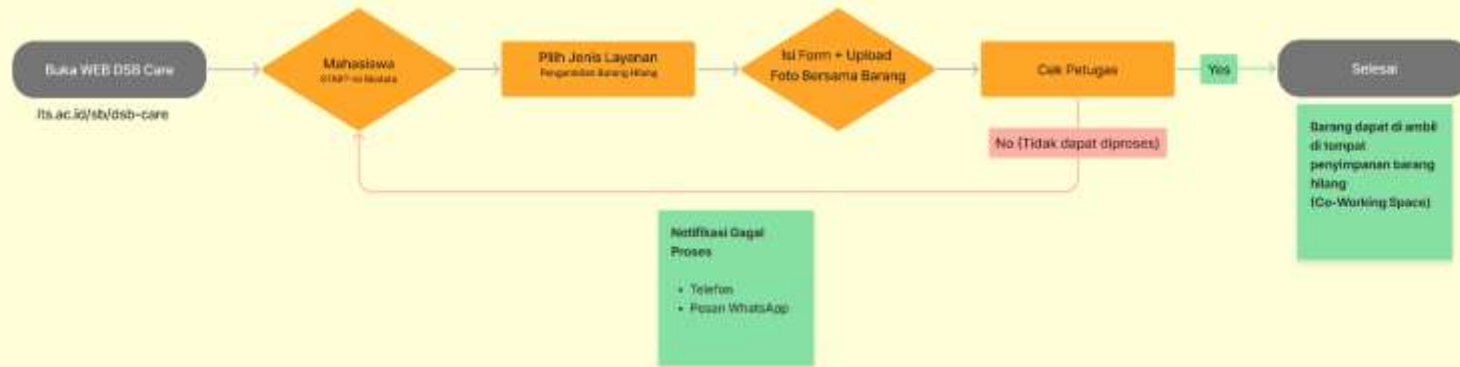 Buka WEB DSB Care
its.ac.id/sb/dsb-care
Mahasiswa
Pilih Jenis Layanan
Pengambilan Barang Hilang
Isi Form + Upload
Foto Bersama Barang
Cek Petugas
Yes
Selesai
No (Tidak dapat diproses)
Barang dapat di ambil
di tempat
penyimpanan barang
hilang
(Co-Working Space)
Notifikasi Gagal
Proses
• Telefon
• Pesan WhatsApp